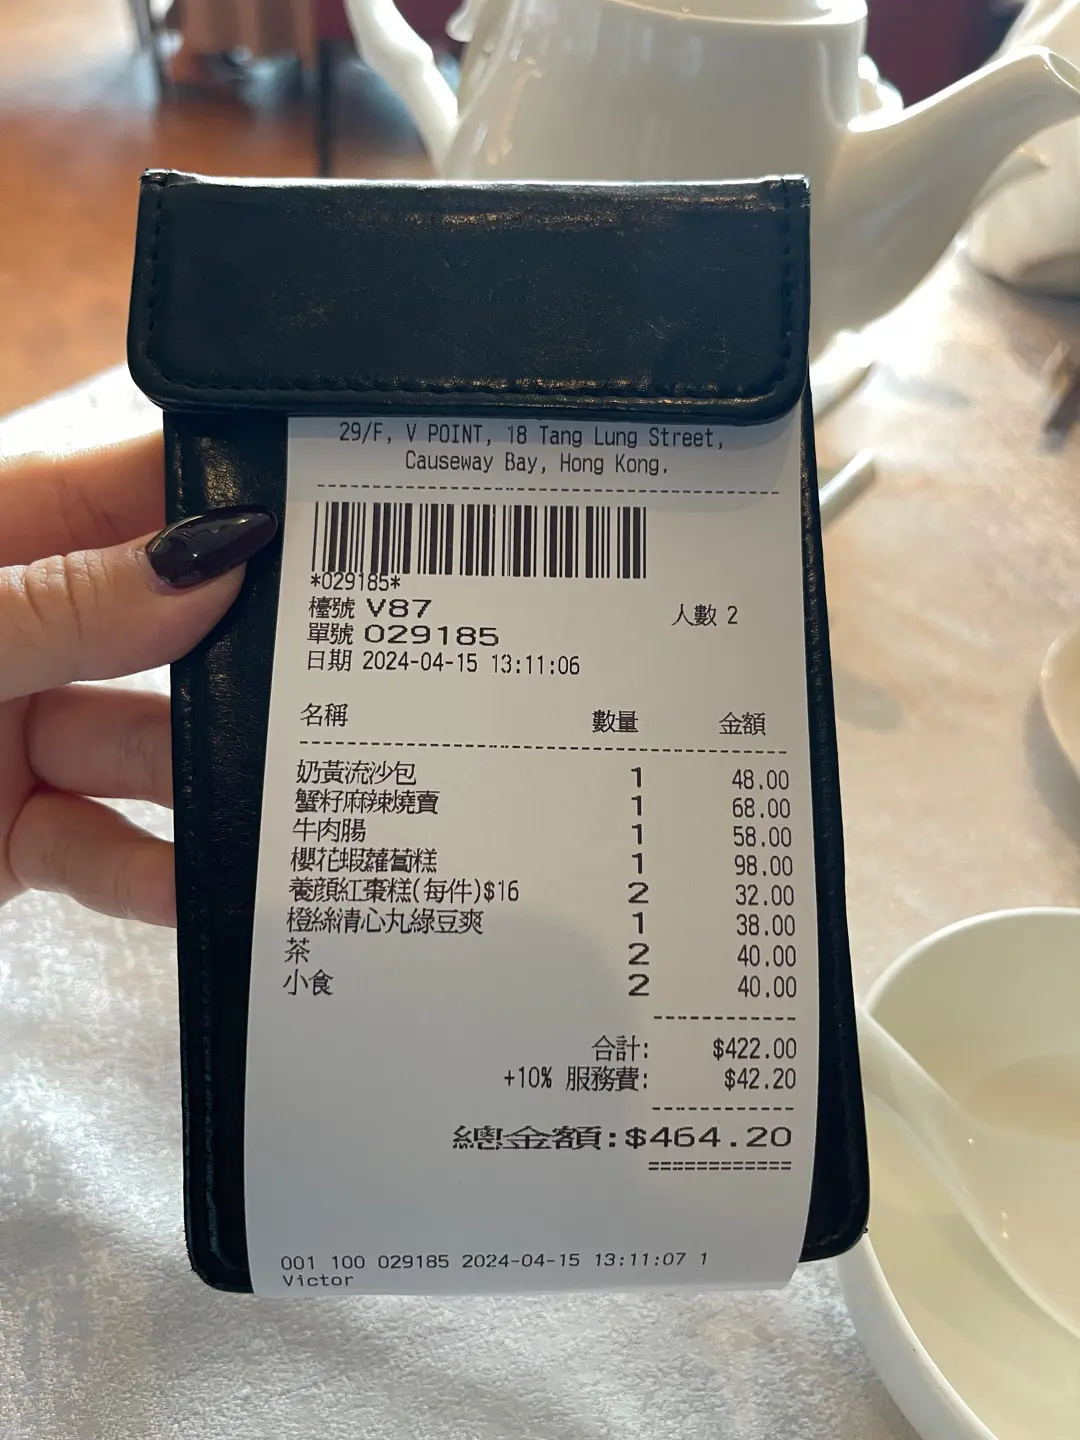 29/F, V POINT, 18 Tang Lung Street,
Causeway Bay, Hong Kong.
*029185*
檯號 V87 人數 2
單號 029185
日期 2024-04-15 13:11:06
名稱 數量 金額
奶黃流沙包 1 48.00
蟹籽麻辣燒賣 1 68.00
牛肉腸 1 58.00
櫻花蝦蘿蔔糕 1 98.00
養顏紅棗糕(每件)$16 2 32.00
橙絲清心丸綠豆爽 1 38.00
茶 2 40.00
小食 2 40.00
合計: $422.00
+10% 服務費: $42.20
總金額:$464.20
001 100 029185 2024-04-15 13:11:07 1
Victor